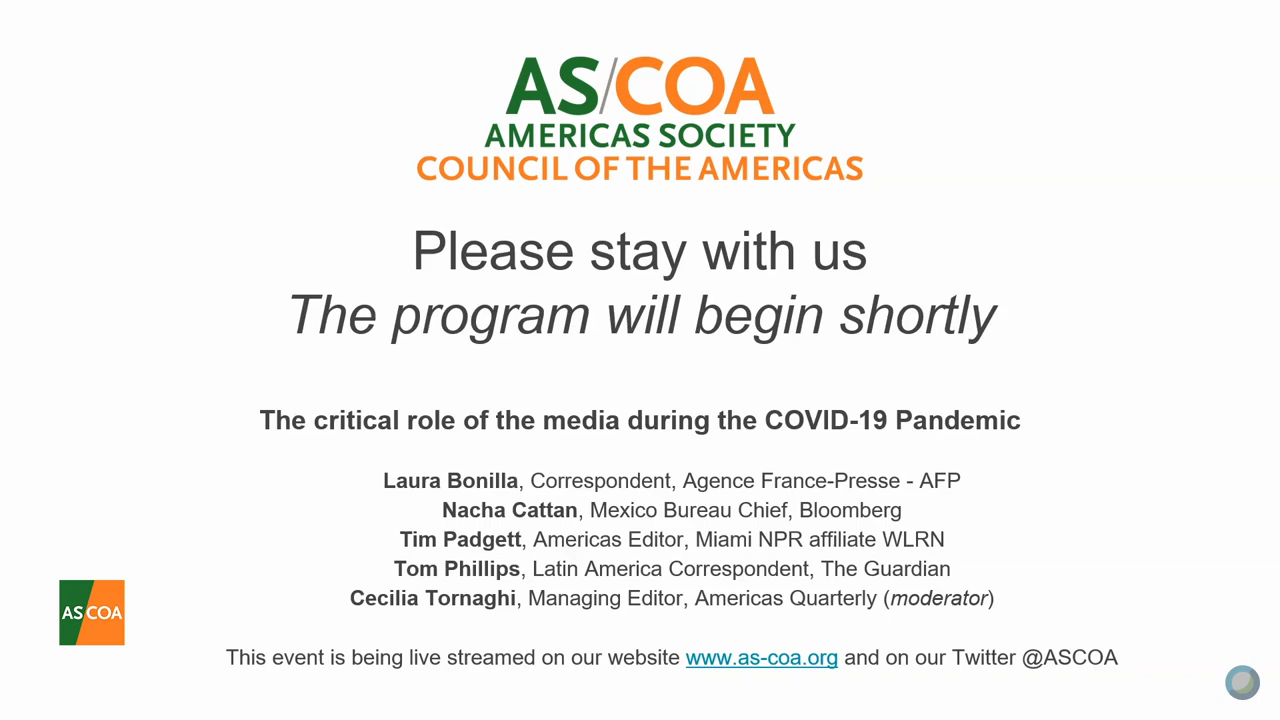 AS/COA
AMERICAS SOCIETY
COUNCIL OF THE AMERICAS
Please stay with us
The program will begin shortly
The critical role of the media during the COVID-19 Pandemic
Laura Bonilla, Correspondent, Agence France-Presse - AFP
Nacha Cattan, Mexico Bureau Chief, Bloomberg
Tim Padgett, Americas Editor, Miami NPR affiliate WLRN
Tom Phillips, Latin America Correspondent, The Guardian
Cecilia Tornaghi, Managing Editor, Americas Quarterly (moderator)
AS COA
This event is being live streamed on our website www.as-coa.org and on our Twitter @ASCOA